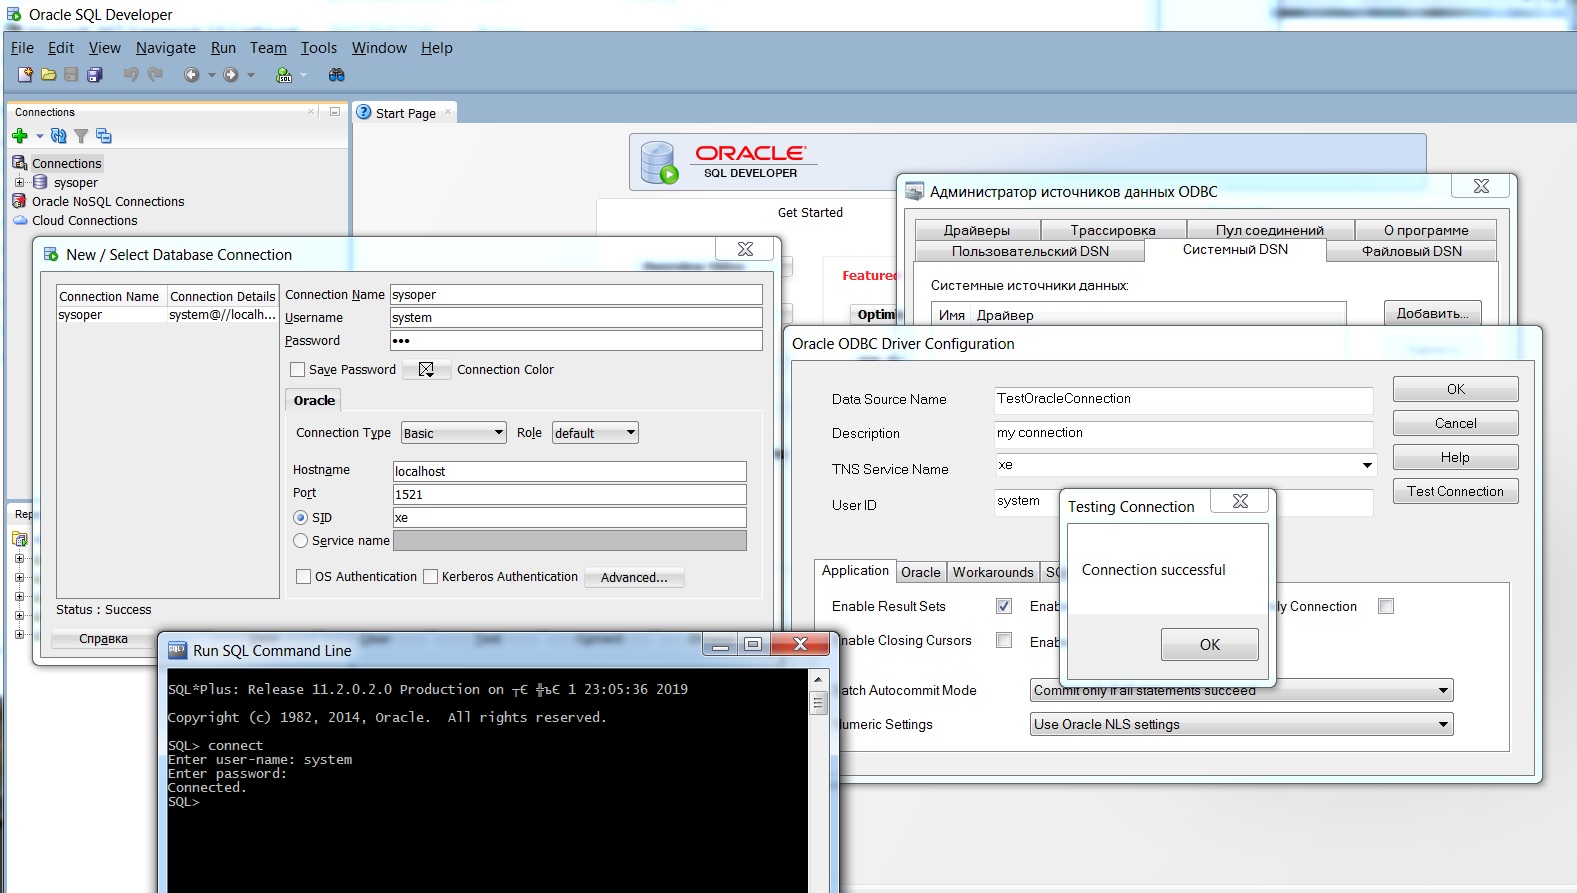 Oracle SQL Developer
File Edit View Navigate Run Team Tools Window Help
Connections
Start Page
Connections
sysoper
Oracle NoSQL Connections
Cloud Connections
ORACLE
SQL DEVELOPER
Get Started
Featured
Optim
New / Select Database Connection
Connection Name Connection Details
sysoper system@//localh...
Connection Name sysoper
Username system
Password •••
Save Password Connection Color
Oracle
Connection Type Basic Role default
Hostname localhost
Port 1521
SID xe
Service name
OS Authentication Kerberos Authentication Advanced...
Status : Success
Справка
Rep
Администратор источников данных ODBC
Драйверы Трассировка Пул соединений О программе
Пользовательский DSN Системный DSN Файловый DSN
Системные источники данных:
Имя Драйвер
Добавить...
Oracle ODBC Driver Configuration
Data Source Name TestOracleConnection
Description my connection
TNS Service Name xe
User ID system
OK
Cancel
Help
Test Connection
Application Oracle Workarounds SQ
Enable Result Sets Enab ly Connection
nable Closing Cursors Enab
atch Autocommit Mode Commit only if all statements succeed
umeric Settings Use Oracle NLS settings
Testing Connection
Connection successful
OK
Run SQL Command Line
SQL*Plus: Release 11.2.0.2.0 Production on ┬Є ╬ъЄ 1 23:05:36 2019
Copyright (c) 1982, 2014, Oracle. All rights reserved.
SQL> connect
Enter user-name: system
Enter password:
Connected.
SQL>